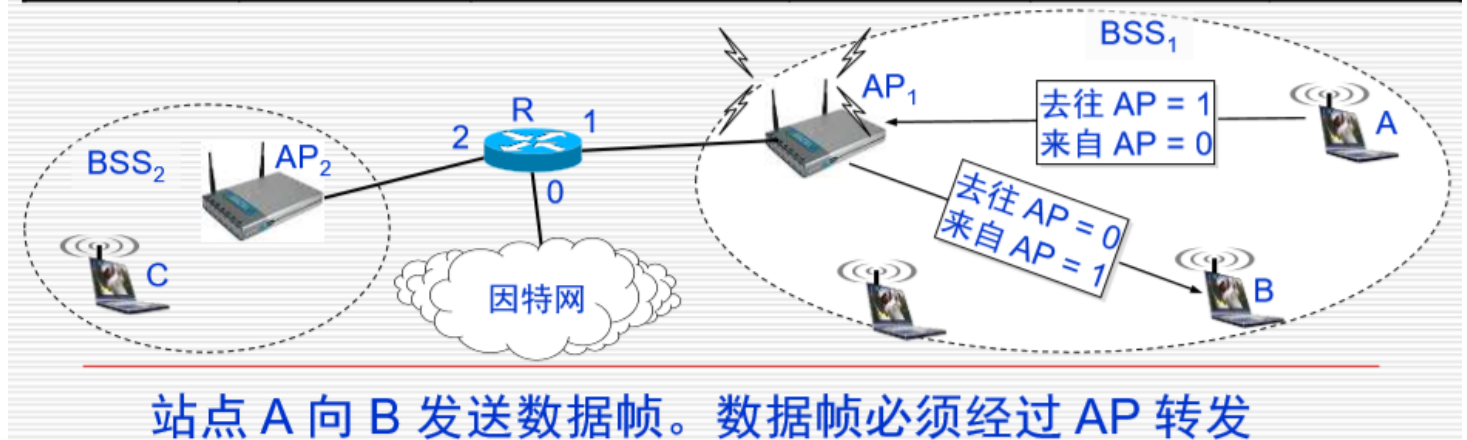 BSS₁
AP₁
去往 AP = 1
来自 AP = 0
A
R
2
1
0
BSS₂
AP₂
去往 AP = 0
来自 AP = 1
C
因特网
B
站点 A 向 B 发送数据帧。数据帧必须经过 AP 转发